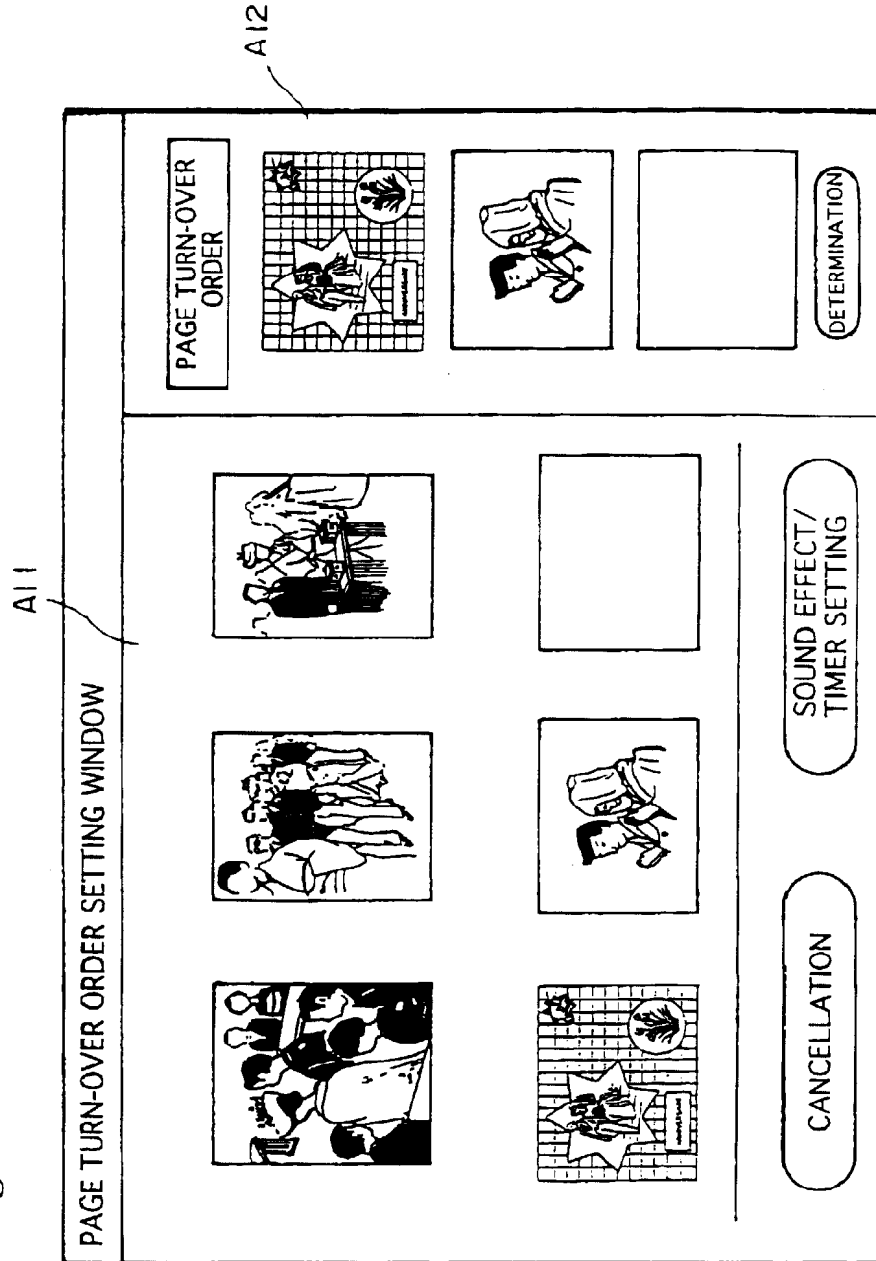 A12
A11
PAGE TURN-OVER ORDER SETTING WINDOW
PAGE TURN-OVER
ORDER
DETERMINATION
CANCELLATION
SOUND EFFECT/
TIMER SETTING